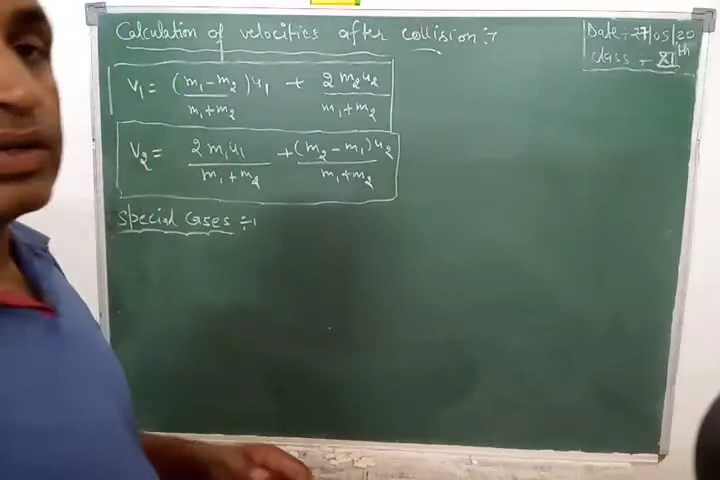 Calculation of velocities after collision :-
Date :- 27/05/20
Class - XIth
V1 = (m1-m2)u1/m1+m2 + 2m2u2/m1+m2
V2 = 2m1u1/m1+m2 + (m2-m1)u2/m1+m2
Special Cases :-